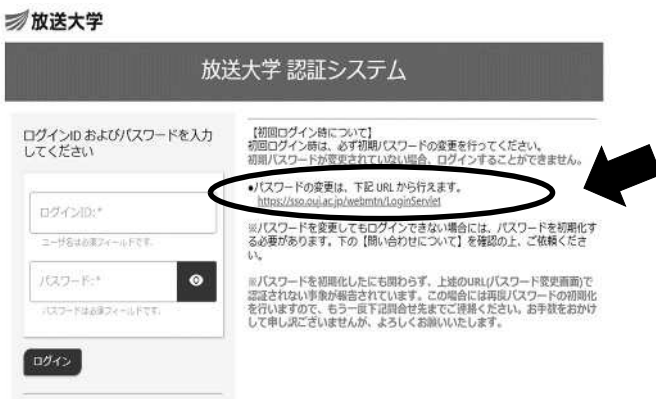 放送大学
放送大学 認証システム
ログインID およびパスワードを入力
してください
ログインID:*
ユーザ名は必須フィールドです。
パスワード:*
パスワードは必須フィールドです。
ログイン
【初回ログイン時について】
初回ログイン時は、必ず初期パスワードの変更を行ってください。
初期パスワードが変更されていない場合、ログインすることができません。
●パスワードの変更は、下記 URL から行えます。
https://sso.ouj.ac.jp/webmtn/LoginServlet
※パスワードを変更してもログインできない場合には、パスワードを初期化す
る必要があります。下の【問い合わせについて】を確認の上、ご依頼くださ
い。
※パスワードを初期化したにも関わらず、上述のURL(パスワード変更画面)で
認証されない事象が報告されています。この場合には再度パスワードの初期化
を行いますので、もう一度下記問合せ先までご連絡ください。お手数をおかけ
して申し訳ございませんが、よろしくお願いいたします。